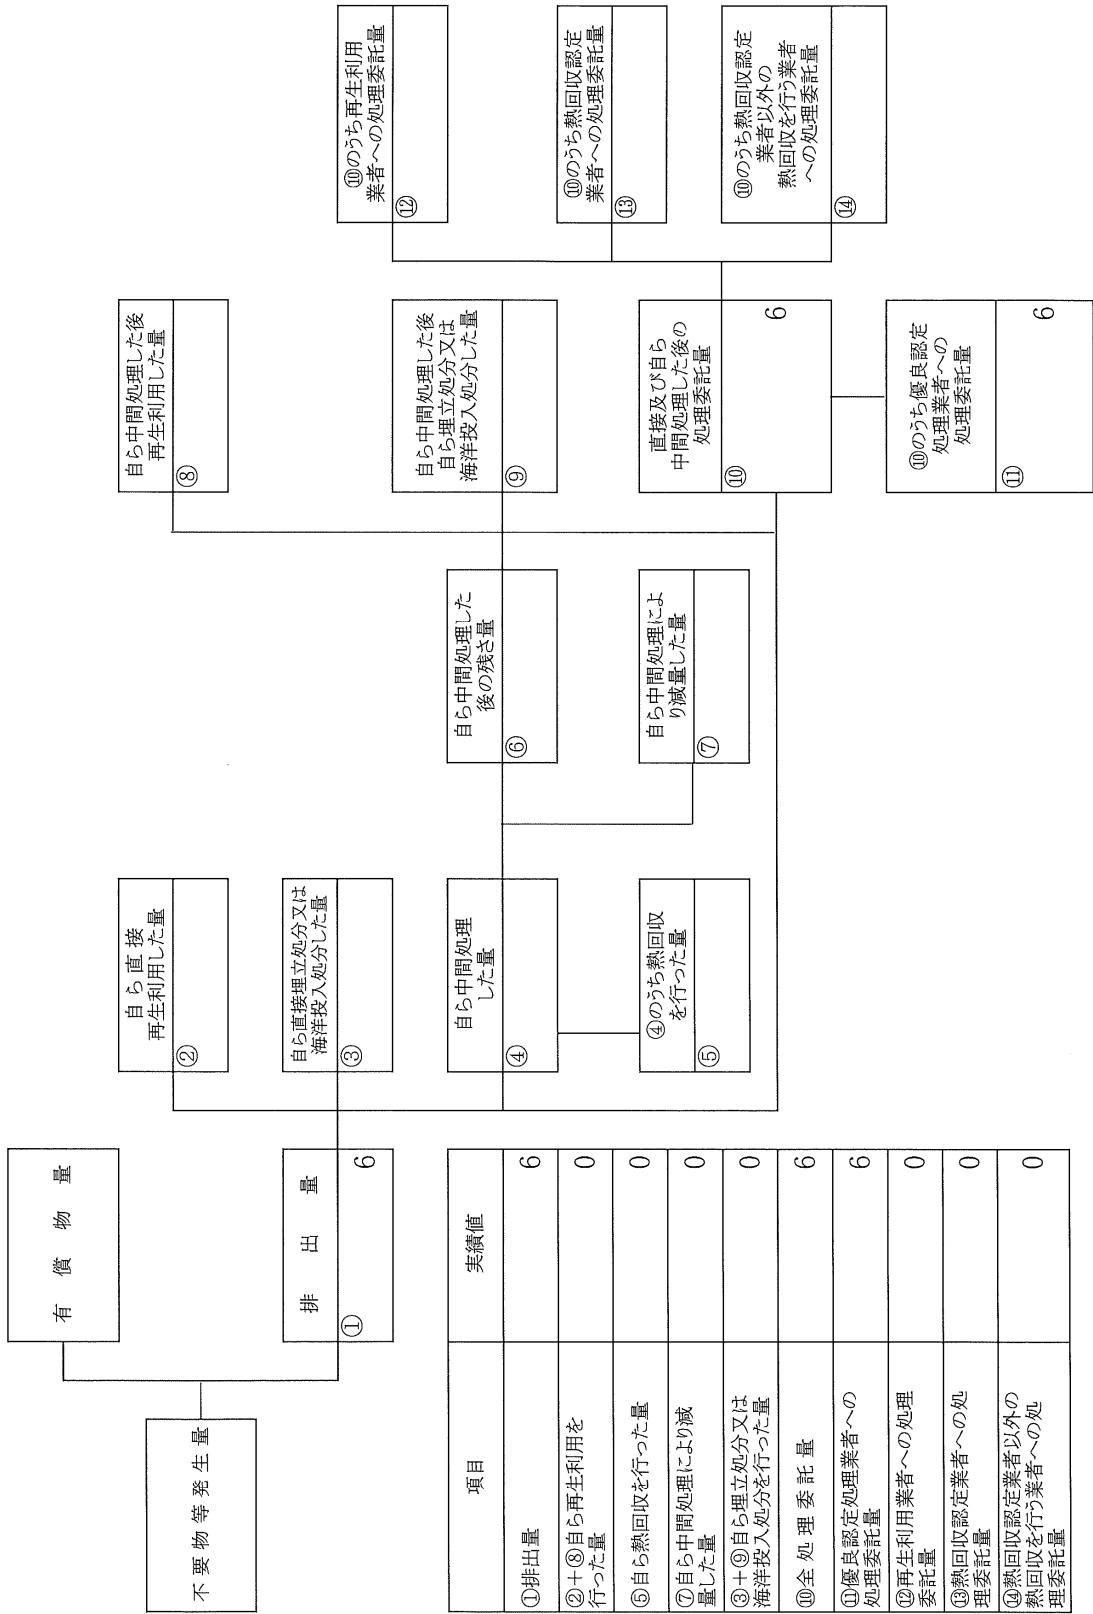 不要物等発生量
有償物量
排出量
①
6
自ら直接
再生利用した量
②
自ら直接埋立処分又は
海洋投入処分した量
③
自ら中間処理
した量
④
④のうち熱回収
を行った量
⑤
自ら中間処理した
後の残さ量
⑥
自ら中間処理によ
り減量した量
⑦
自ら中間処理した後
再生利用した量
⑧
自ら中間処理した後
自ら埋立処分又は
海洋投入処分した量
⑨
直接及び自ら
中間処理した後の
処理委託量
⑩
6
⑩のうち優良認定
処理業者への
処理委託量
⑪
6
⑩のうち再生利用
業者への処理委託量
⑫
⑩のうち熱回収認定
業者への処理委託量
⑬
⑩のうち熱回収認定
業者以外の
熱回収を行う業者
への処理委託量
⑭
項目 実績値
①排出量 6
②+⑧自ら再生利用を
行った量 0
⑤自ら熱回収を行った量 0
⑦自ら中間処理により減
量した量 0
③+⑨自ら埋立処分又は
海洋投入処分を行った量 0
⑩全処理委託量 6
⑪優良認定処理業者への
処理委託量 6
⑫再生利用業者への処理
委託量 0
⑬熱回収認定業者への処
理委託量 0
⑭熱回収認定業者以外の
熱回収を行う業者への処
理委託量 0